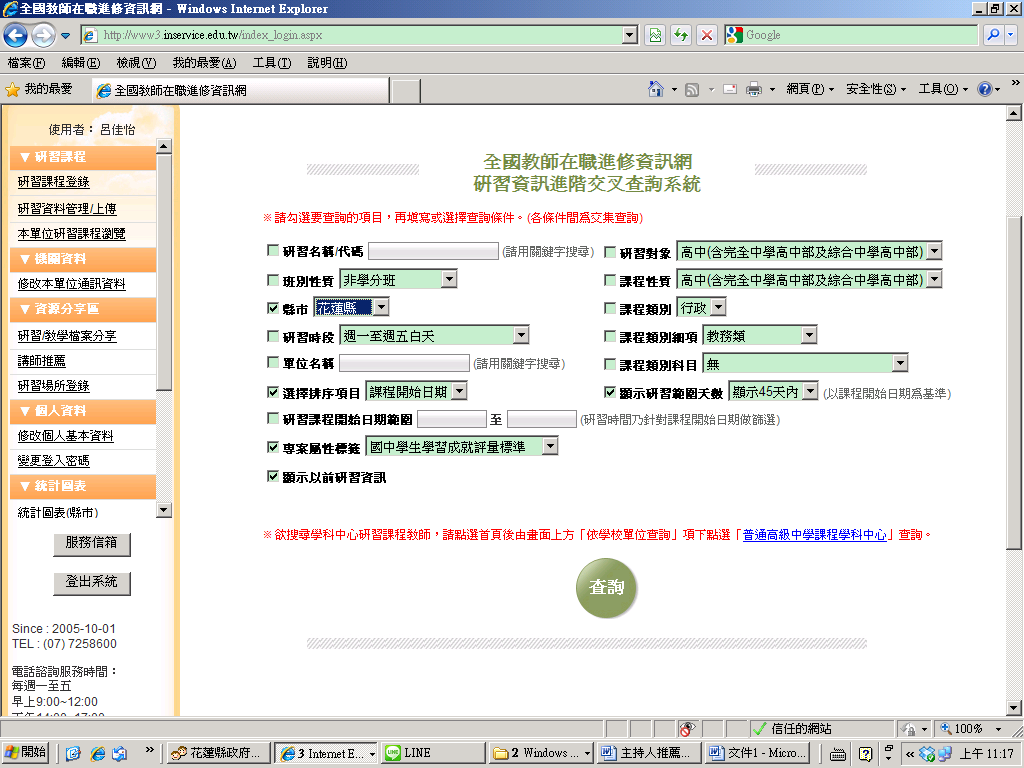 全國教師在職進修資訊網 - Windows Internet Explorer
http://www3.inservice.edu.tw/index_login.aspx
Google
檔案(F) 編輯(E) 檢視(V) 我的最愛(A) 工具(T) 說明(H)
我的最愛 全國教師在職進修資訊網 網頁(P) 安全性(S) 工具(O) »
使用者： 呂佳怡
▼ 研習課程
研習課程登錄
研習資料管理/上傳
本單位研習課程瀏覽
▼ 機關資料
修改本單位通訊資料
▼ 資源分享區
研習/教學檔案分享
講師推薦
研習場所登錄
▼ 個人資料
修改個人基本資料
變更登入密碼
▼ 統計圖表
統計圖表(縣市)
服務信箱
登出系統
Since : 2005-10-01
TEL : (07) 7258600
電話諮詢服務時間：
每週一至五
早上9:00~12:00
下午14:00~17:00
全國教師在職進修資訊網
研習資訊進階交叉查詢系統
※請勾選要查詢的項目，再填寫或選擇查詢條件。(各條件間為交集查詢)
研習名稱/代碼 (請用關鍵字搜尋) 研習對象 高中(含完全中學高中部及綜合中學高中部)
班別性質 非學分班 課程性質 高中(含完全中學高中部及綜合中學高中部)
縣市 花蓮縣 課程類別 行政
研習時段 週一至週五白天 課程類別細項 教務類
單位名稱 (請用關鍵字搜尋) 課程類別科目 無
選擇排序項目 課程開始日期 顯示研習範圍天數 顯示45天內 (以課程開始日期為基準)
研習課程開始日期範圍 至 (研習時間乃針對課程開始日期做篩選)
專案屬性標籤 國中學生學習成就評量標準
顯示以前研習資訊
※欲搜尋學科中心研習課程教師，請點選首頁後由畫面上方「依學校單位查詢」項下點選「普通高級中學課程學科中心」查詢。
查詢
信任的網站 100%
開始 » 花蓮縣政府... 3 Internet E... LINE 2 Windows ... 主持人推薦... 文件1 - Micro... « 上午 11:17